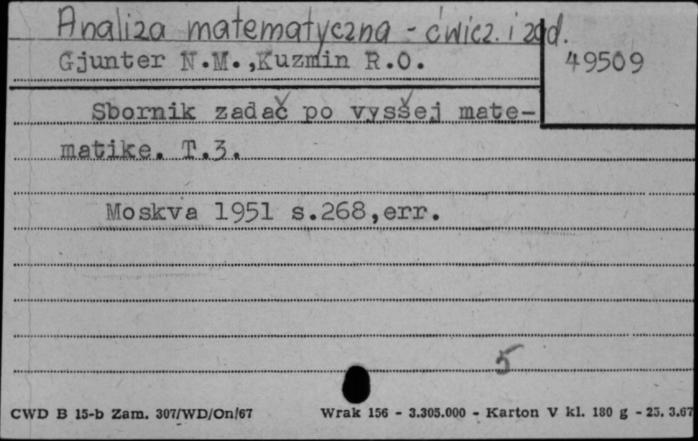 Analiza matematyczna - ćwicz. i zad.
Gjunter N.M.,Kuzmin R.O.
49509
Sbornik zadač po vysšej mate-
matike. T.3.
Moskva 1951 s.268,err.
5
CWD B 15-b Zam. 307/WD/On/67 Wrak 156 - 3.305.000 - Karton V kl. 180 g - 23. 3.67